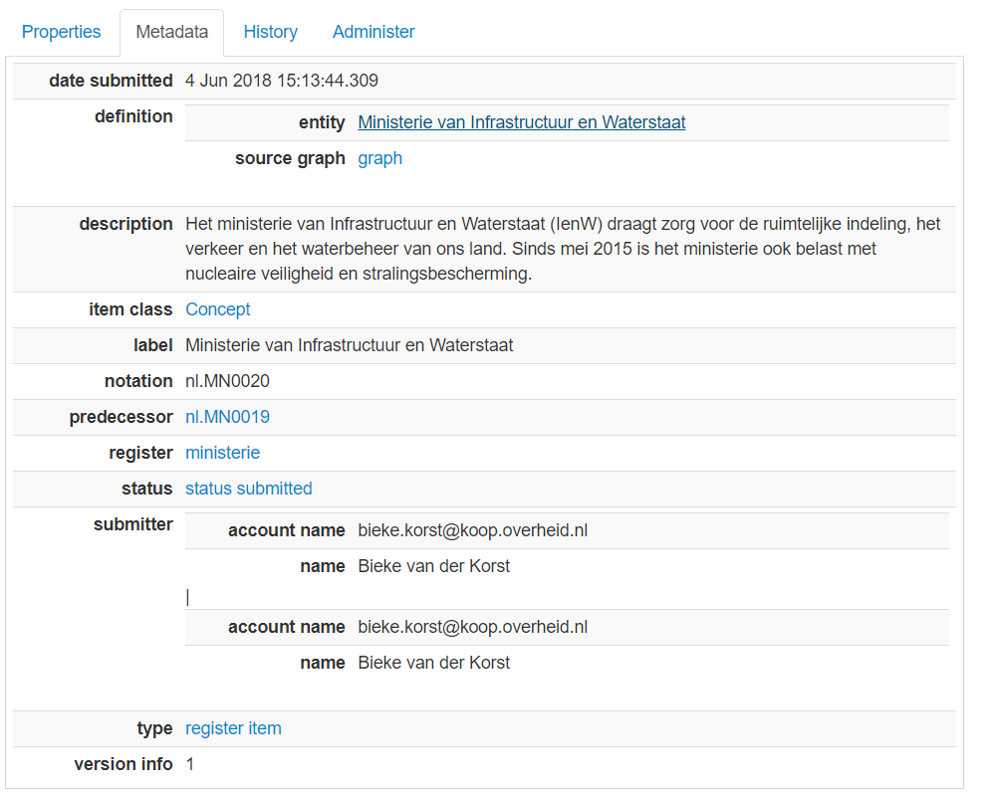 Properties Metadata History Administer
date submitted 4 Jun 2018 15:13:44.309
definition
entity Ministerie van Infrastructuur en Waterstaat
source graph graph
description Het ministerie van Infrastructuur en Waterstaat (IenW) draagt zorg voor de ruimtelijke indeling, het
verkeer en het waterbeheer van ons land. Sinds mei 2015 is het ministerie ook belast met
nucleaire veiligheid en stralingsbescherming.
item class Concept
label Ministerie van Infrastructuur en Waterstaat
notation nl.MN0020
predecessor nl.MN0019
register ministerie
status status submitted
submitter
account name bieke.korst@koop.overheid.nl
name Bieke van der Korst
|
account name bieke.korst@koop.overheid.nl
name Bieke van der Korst
type register item
version info 1